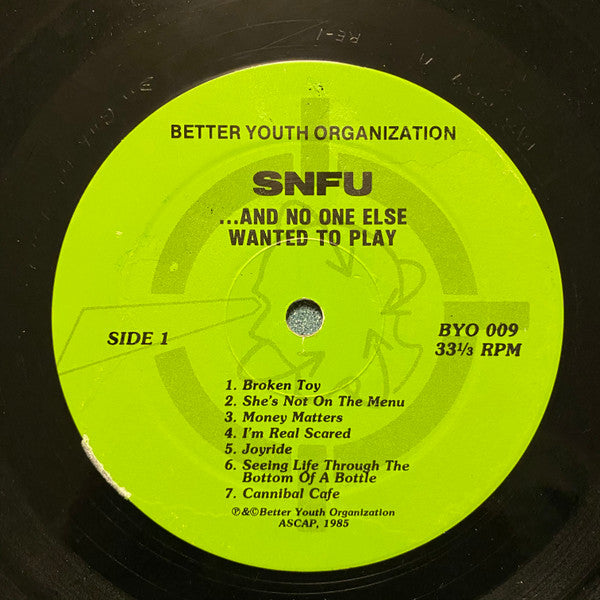 BETTER YOUTH ORGANIZATION
SNFU
...AND NO ONE ELSE
WANTED TO PLAY
SIDE 1
BYO 009
33⅓ RPM
1. Broken Toy
2. She's Not On The Menu
3. Money Matters
4. I'm Real Scared
5. Joyride
6. Seeing Life Through The
Bottom Of A Bottle
7. Cannibal Cafe
℗&©Better Youth Organization
ASCAP, 1985